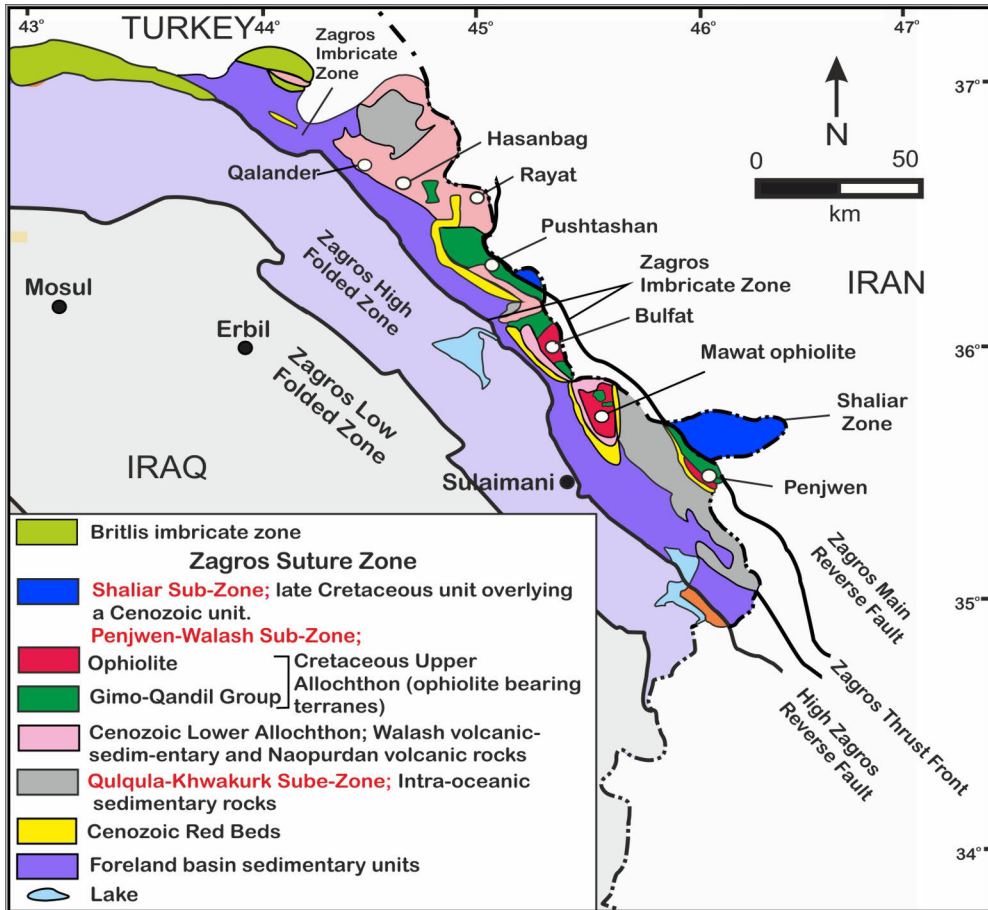 43°
44°
45°
46°
47°
TURKEY
Zagros
Imbricate
Zone
37°
N
0 50
km
Hasanbag
Qalander
Rayat
Pushtashan
Zagros
Imbricate Zone
IRAN
Bulfat
Mosul
Erbil
Zagros High
Folded Zone
36°
Mawat ophiolite
Zagros Low
Folded Zone
Shaliar
Zone
IRAQ
Sulaimani
Penjwen
Zagros Main
Reverse Fault
35°
Zagros Thrust Front
High Zagros
Reverse Fault
34°
Britlis imbricate zone
Zagros Suture Zone
Shaliar Sub-Zone; late Cretaceous unit overlying
a Cenozoic unit.
Penjwen-Walash Sub-Zone;
Ophiolite
Gimo-Qandil Group
Cretaceous Upper
Allochthon (ophiolite bearing
terranes)
Cenozoic Lower Allochthon; Walash volcanic-
sedim-entary and Naopurdan volcanic rocks
Qulqula-Khwakurk Sube-Zone; Intra-oceanic
sedimentary rocks
Cenozoic Red Beds
Foreland basin sedimentary units
Lake